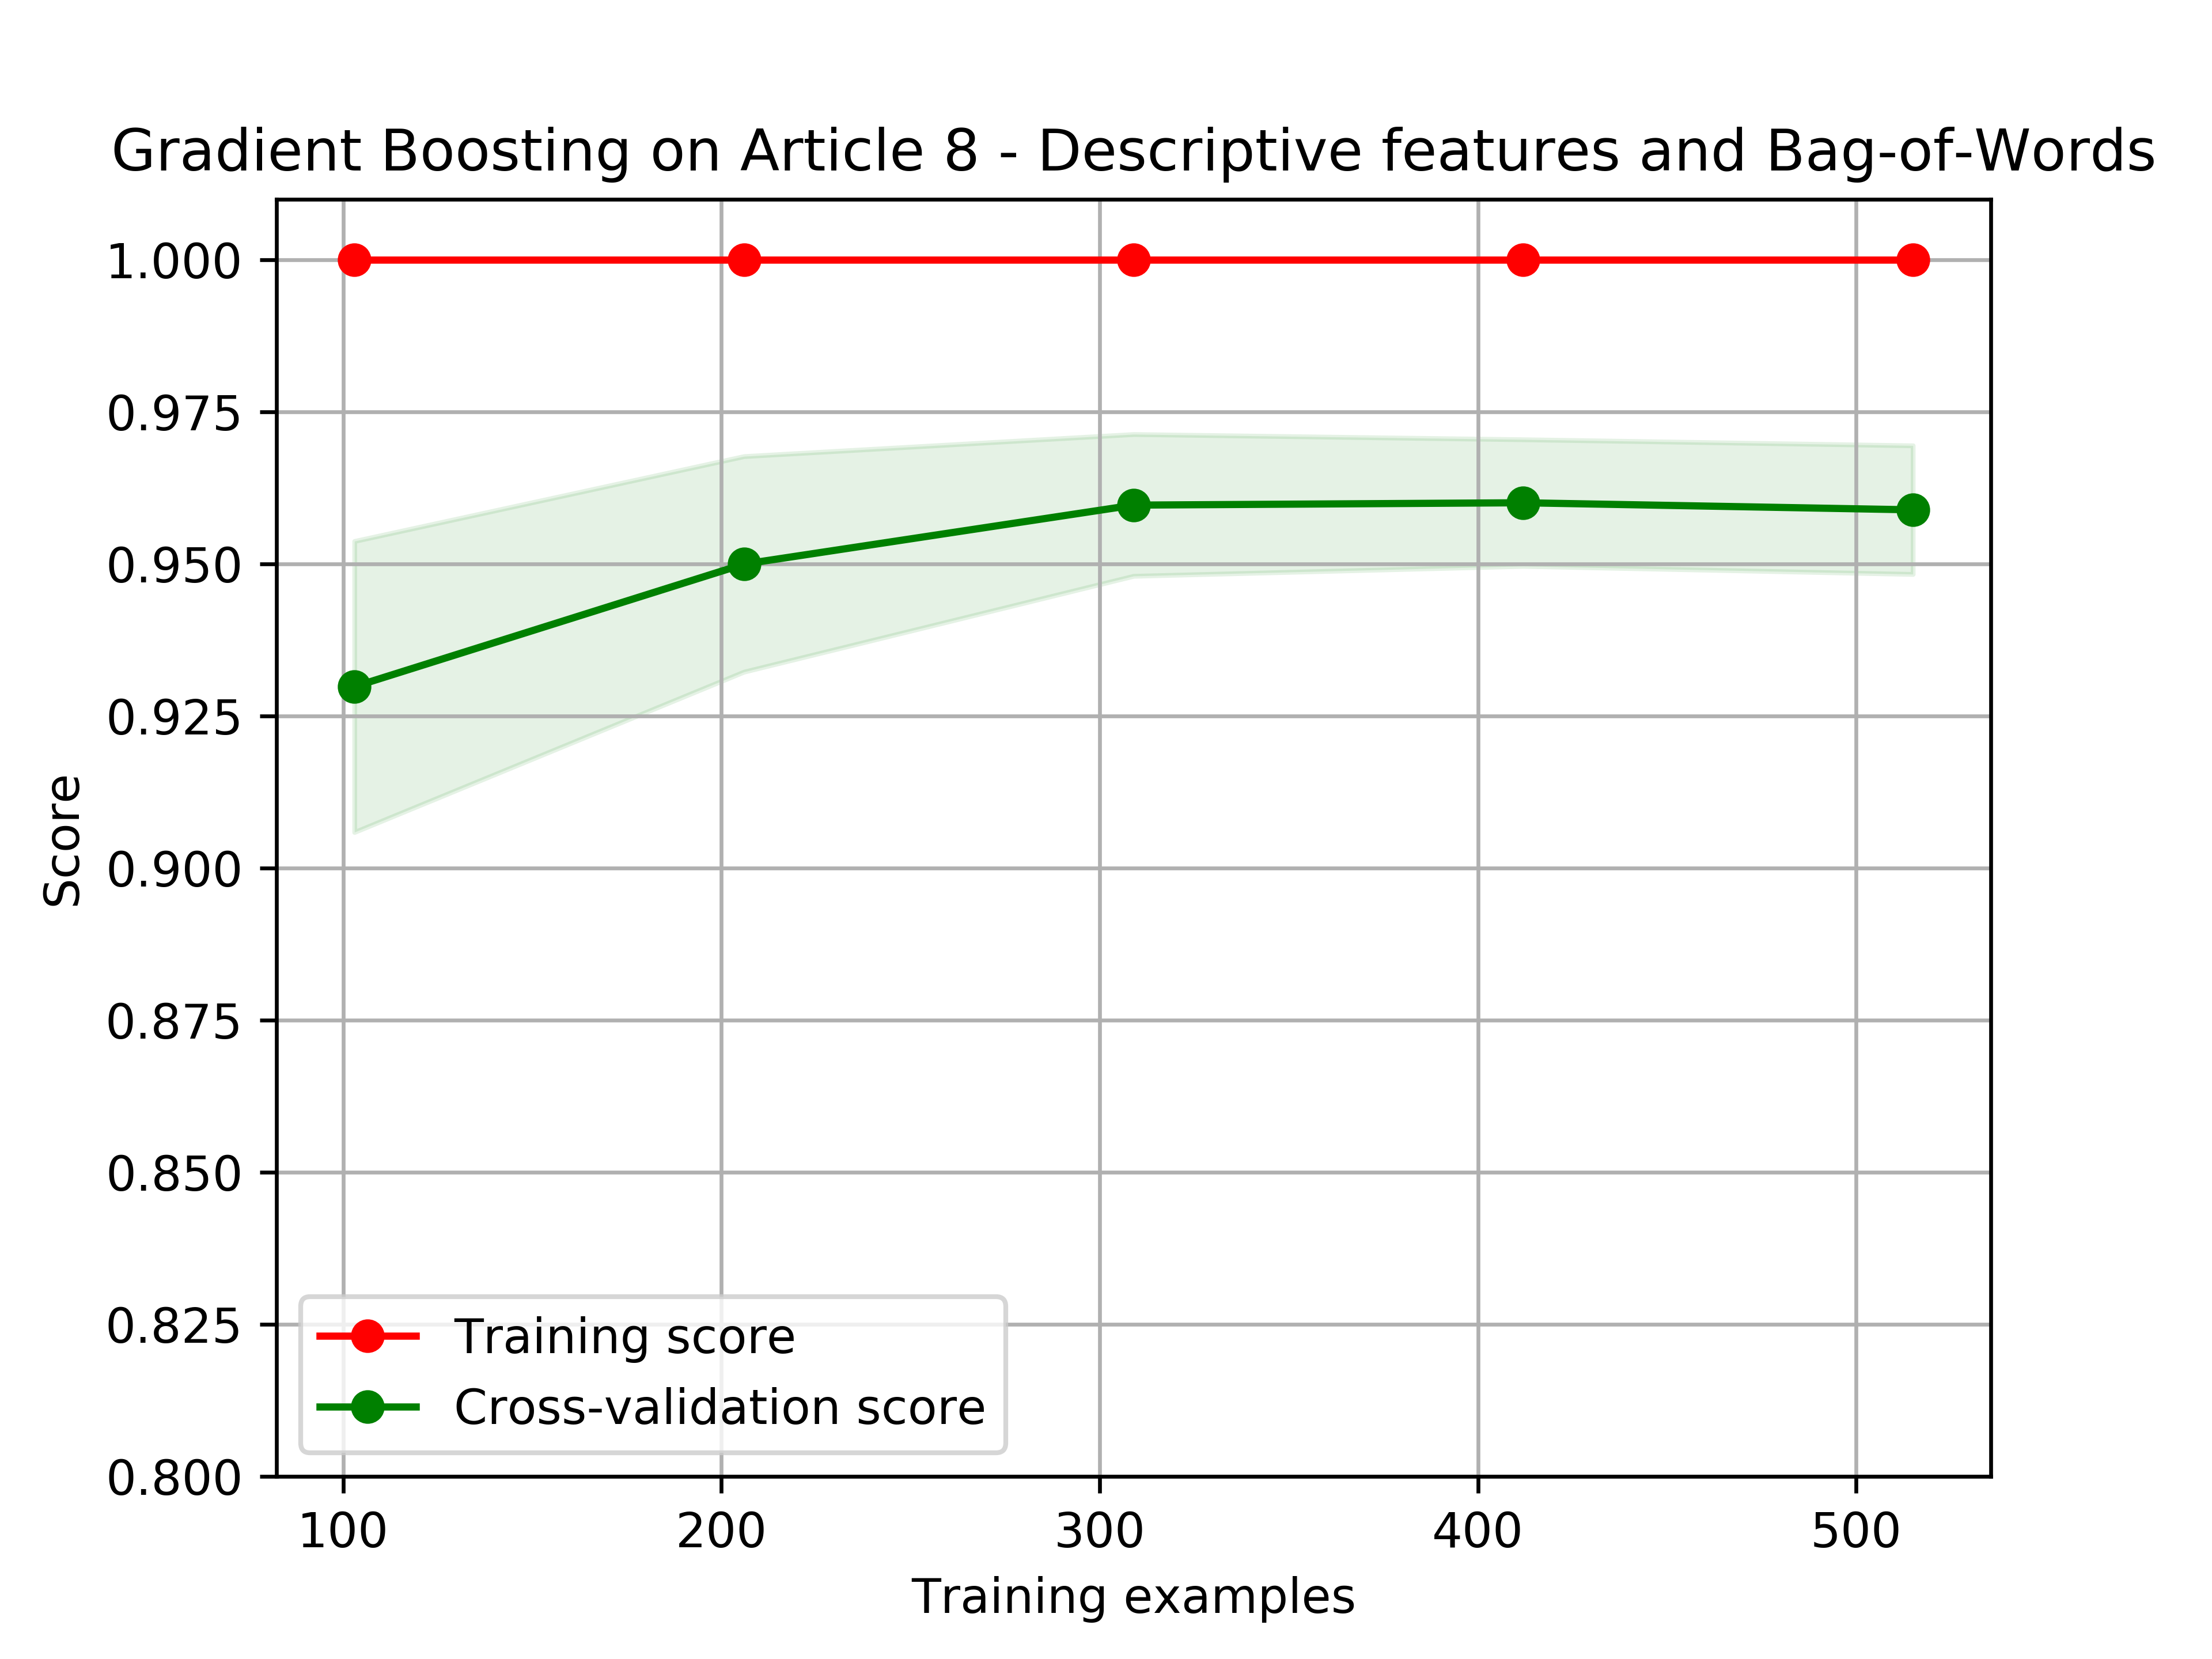 Gradient Boosting on Article 8 - Descriptive features and Bag-of-Words
1.000
0.975
0.950
0.925
0.900
0.875
0.850
0.825
0.800
Score
Training score
Cross-validation score
100 200 300 400 500
Training examples